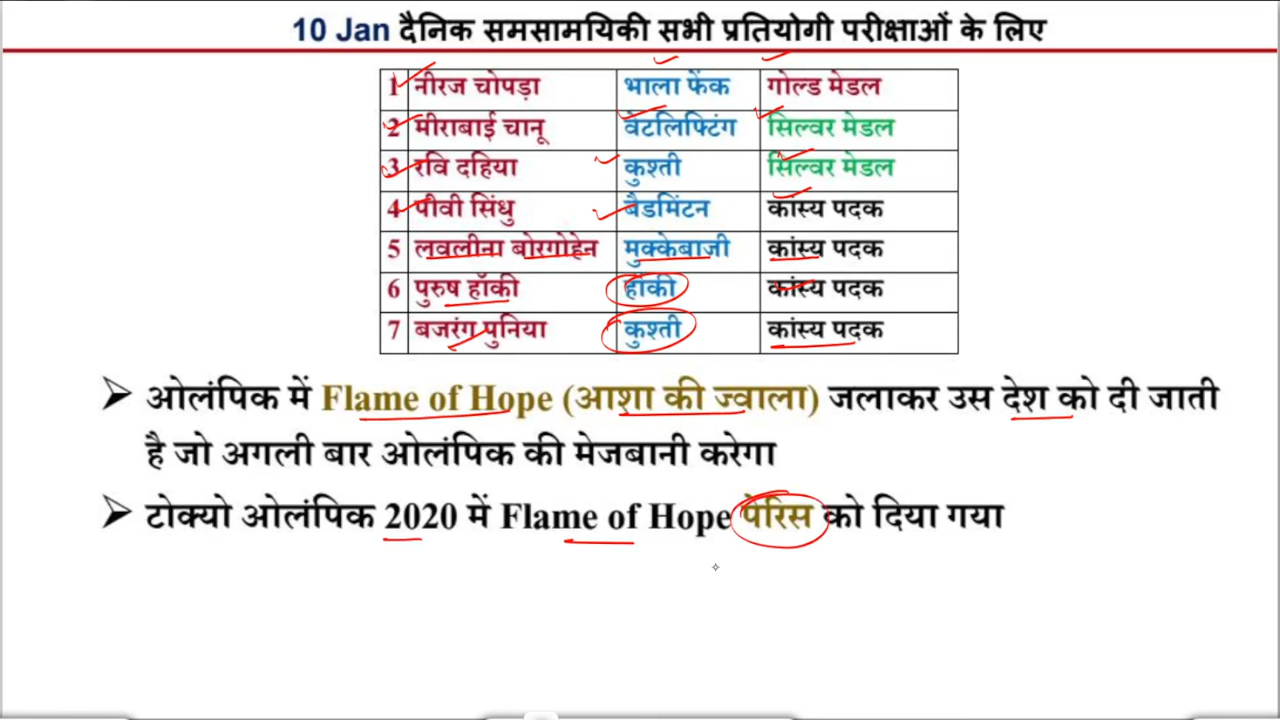 10 Jan दैनिक समसामयिकी सभी प्रतियोगी परीक्षाओं के लिए
1 नीरज चोपड़ा भाला फेंक गोल्ड मेडल
2 मीराबाई चानू वेटलिफ्टिंग सिल्वर मेडल
3 रवि दहिया कुश्ती सिल्वर मेडल
4 पीवी सिंधु बैडमिंटन कास्य पदक
5 लवलीना बोरगोहेन मुक्केबाजी कांस्य पदक
6 पुरुष हॉकी हॉकी कांस्य पदक
7 बजरंग पुनिया कुश्ती कांस्य पदक
➢ ओलंपिक में Flame of Hope (आशा की ज्वाला) जलाकर उस देश को दी जाती
है जो अगली बार ओलंपिक की मेजबानी करेगा
➢ टोक्यो ओलंपिक 2020 में Flame of Hope पेरिस को दिया गया